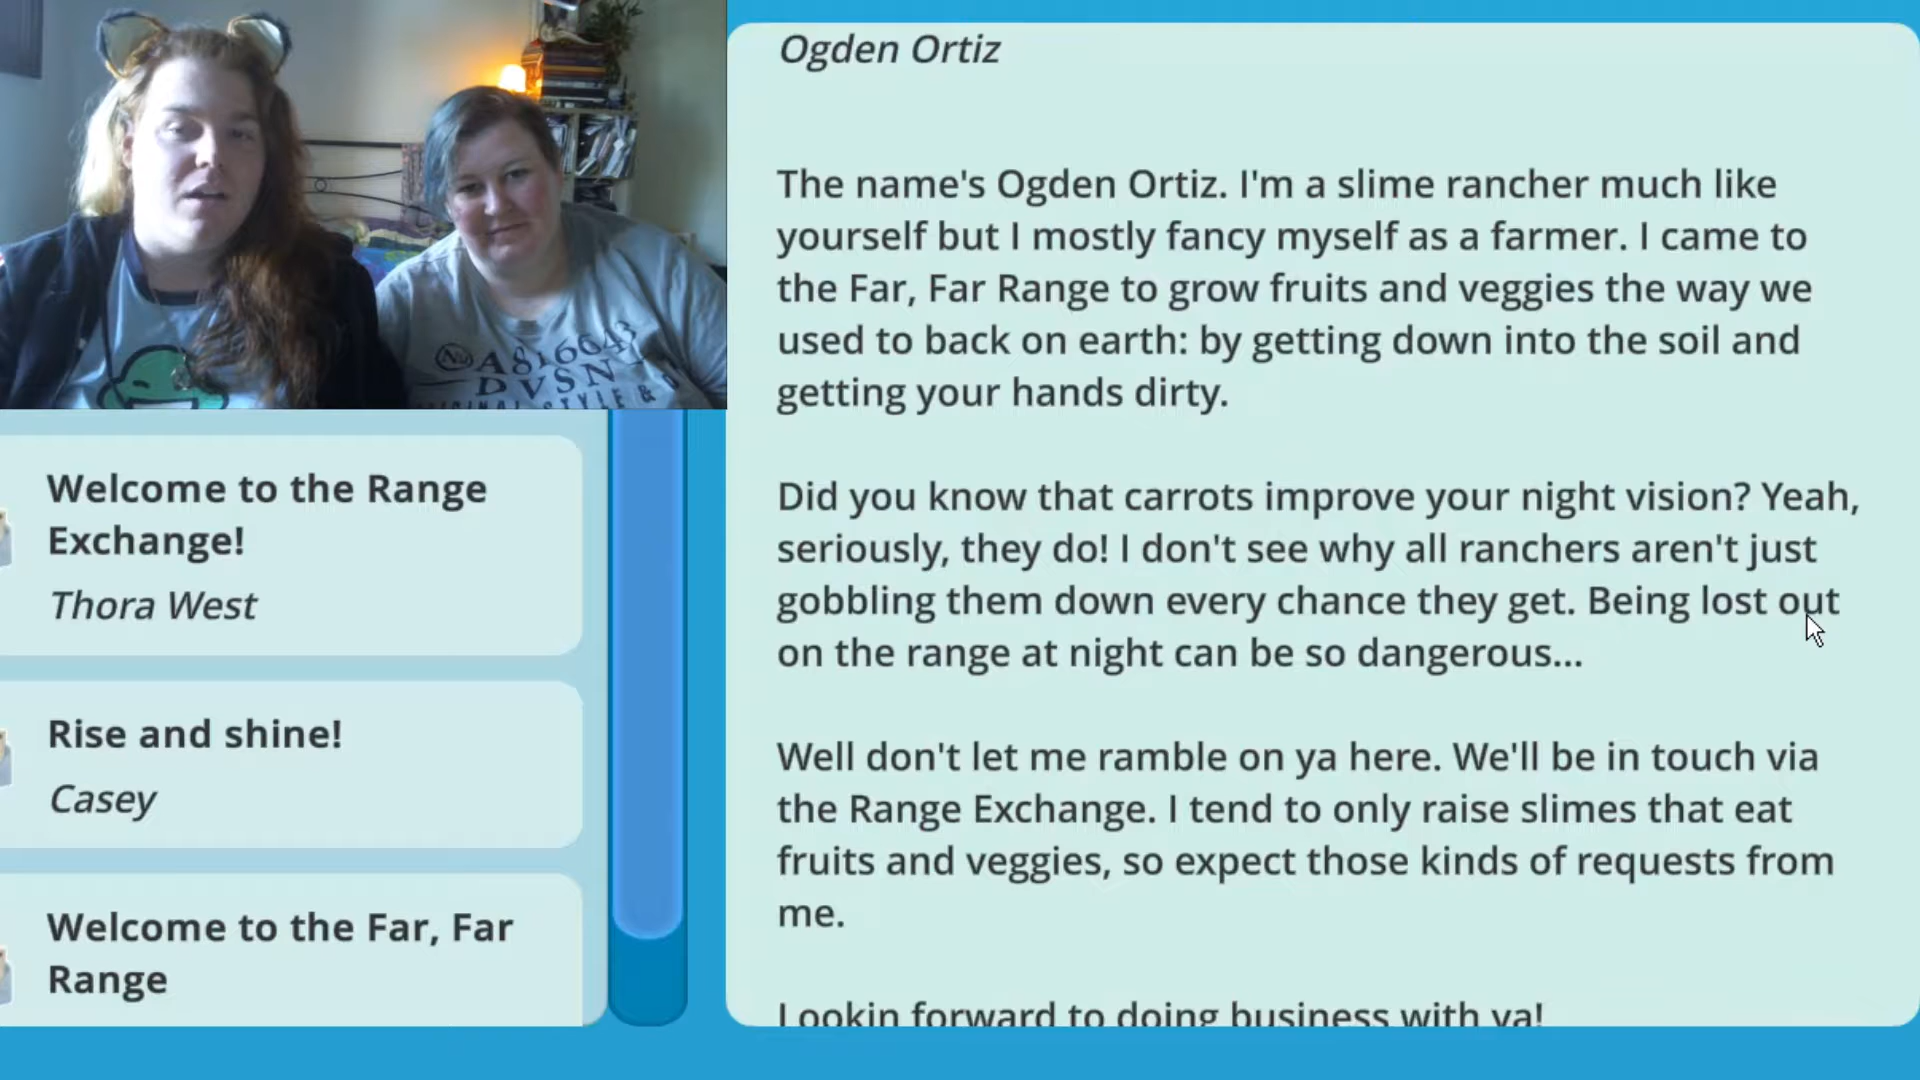 Ogden Ortiz
The name's Ogden Ortiz. I'm a slime rancher much like
yourself but I mostly fancy myself as a farmer. I came to
the Far, Far Range to grow fruits and veggies the way we
used to back on earth: by getting down into the soil and
getting your hands dirty.
Did you know that carrots improve your night vision? Yeah,
seriously, they do! I don't see why all ranchers aren't just
gobbling them down every chance they get. Being lost out
on the range at night can be so dangerous...
Well don't let me ramble on ya here. We'll be in touch via
the Range Exchange. I tend to only raise slimes that eat
fruits and veggies, so expect those kinds of requests from
me.
Lookin forward to doing business with ya!
Welcome to the Range
Exchange!
Thora West
Rise and shine!
Casey
Welcome to the Far, Far
Range
DVSN